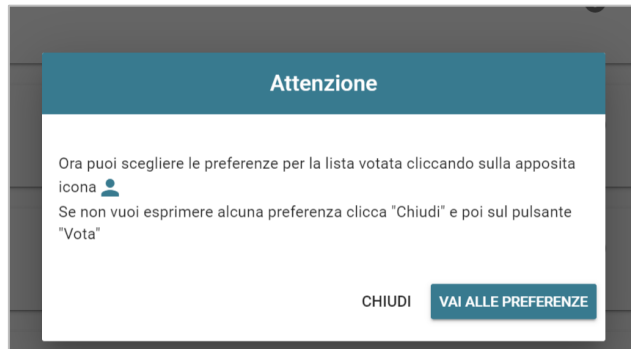 Attenzione
Ora puoi scegliere le preferenze per la lista votata cliccando sulla apposita
icona
Se non vuoi esprimere alcuna preferenza clicca "Chiudi" e poi sul pulsante
"Vota"
CHIUDI VAI ALLE PREFERENZE